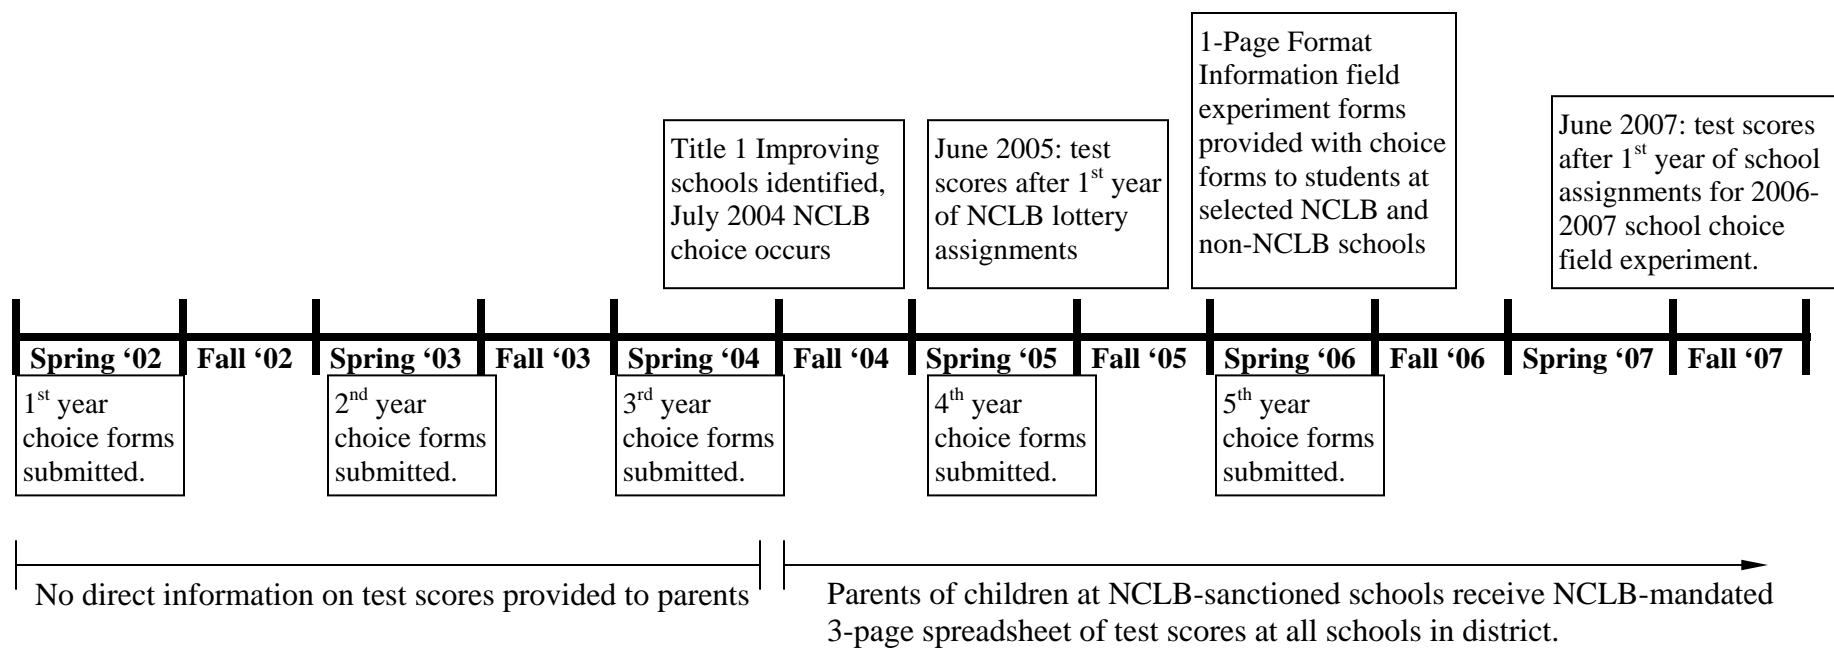 1-Page Format
Information field
experiment forms
provided with choice
forms to students at
selected NCLB and
non-NCLB schools
Title 1 Improving
schools identified,
July 2004 NCLB
choice occurs
June 2005: test
scores after 1st year
of NCLB lottery
assignments
June 2007: test scores
after 1st year of school
assignments for 2006-
2007 school choice
field experiment.
Spring ‘02 Fall ‘02 Spring ‘03 Fall ‘03 Spring ‘04 Fall ‘04 Spring ‘05 Fall ‘05 Spring ‘06 Fall ‘06 Spring ‘07 Fall ‘07
1st year
choice forms
submitted.
2nd year
choice forms
submitted.
3rd year
choice forms
submitted.
4th year
choice forms
submitted.
5th year
choice forms
submitted.
No direct information on test scores provided to parents
Parents of children at NCLB-sanctioned schools receive NCLB-mandated
3-page spreadsheet of test scores at all schools in district.